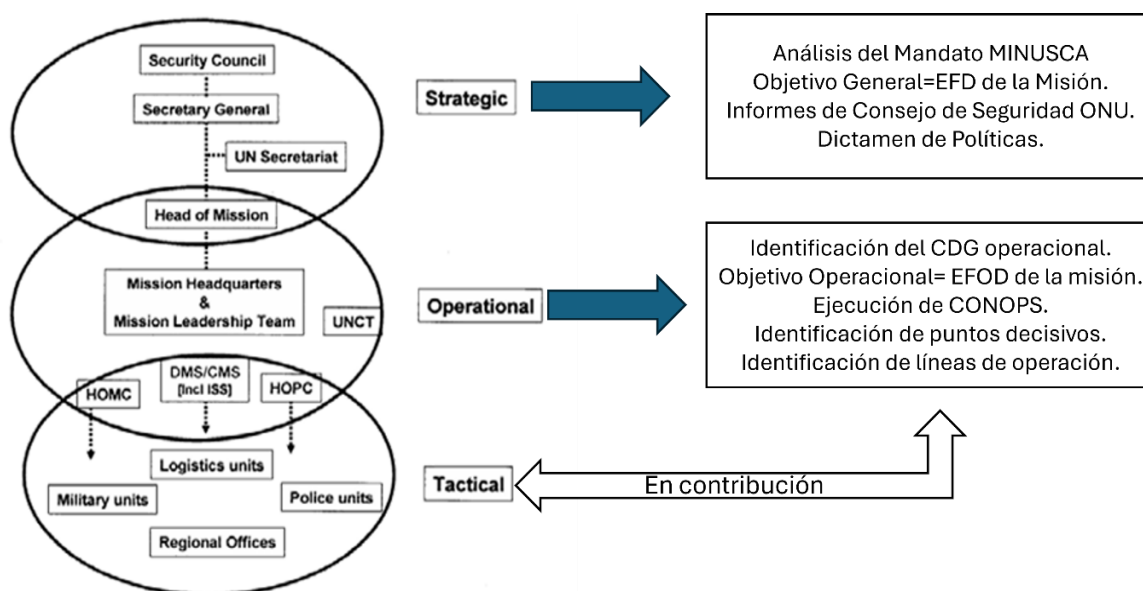 Security Council
Secretary General
UN Secretariat
Head of Mission
Mission Headquarters
&
Mission Leadership Team
UNCT
HOMC
DMS/CMS
[Incl ISS]
HOPC
Logistics units
Military units
Police units
Regional Offices
Strategic
Operational
Tactical
Análisis del Mandato MINUSCA
Objetivo General=EFD de la Misión.
Informes de Consejo de Seguridad ONU.
Dictamen de Políticas.
Identificación del CDG operacional.
Objetivo Operacional= EFOD de la misión.
Ejecución de CONOPS.
Identificación de puntos decisivos.
Identificación de líneas de operación.
En contribución